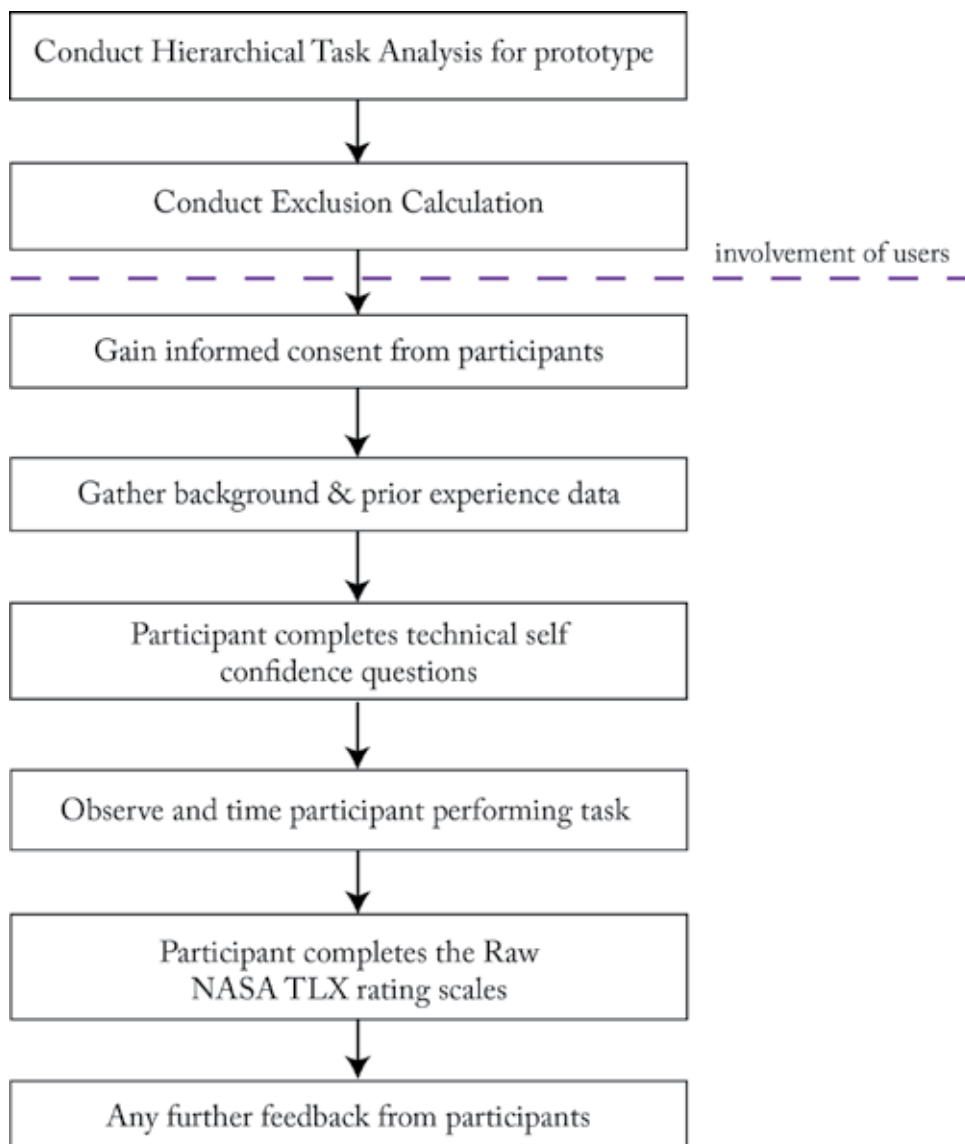 Conduct Hierarchical Task Analysis for prototype
Conduct Exclusion Calculation
involvement of users
Gain informed consent from participants
Gather background & prior experience data
Participant completes technical self
confidence questions
Observe and time participant performing task
Participant completes the Raw
NASA TLX rating scales
Any further feedback from participants